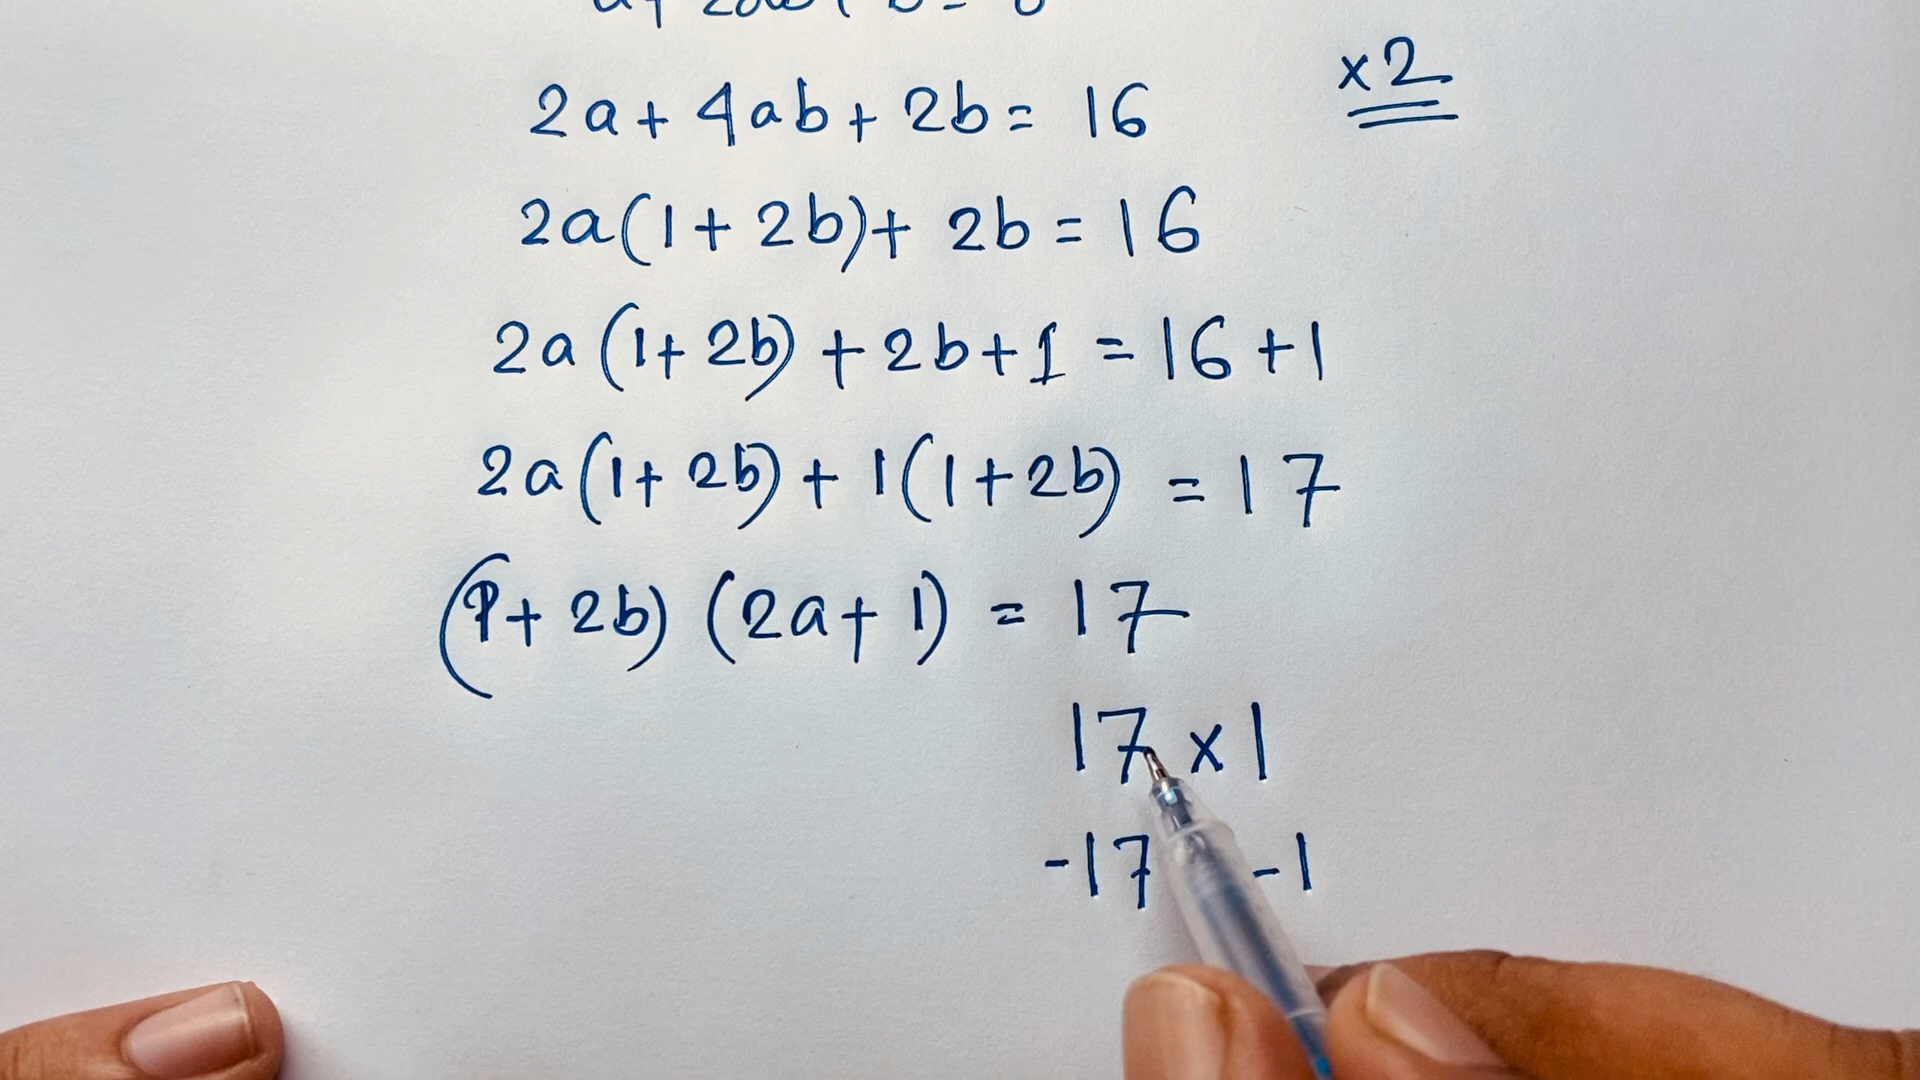 2a + 4ab + 2b = 16 ×2
2a(1 + 2b) + 2b = 16
2a(1 + 2b) + 2b + 1 = 16 + 1
2a(1 + 2b) + 1(1 + 2b) = 17
(1 + 2b) (2a + 1) = 17
17 × 1
-17 -1